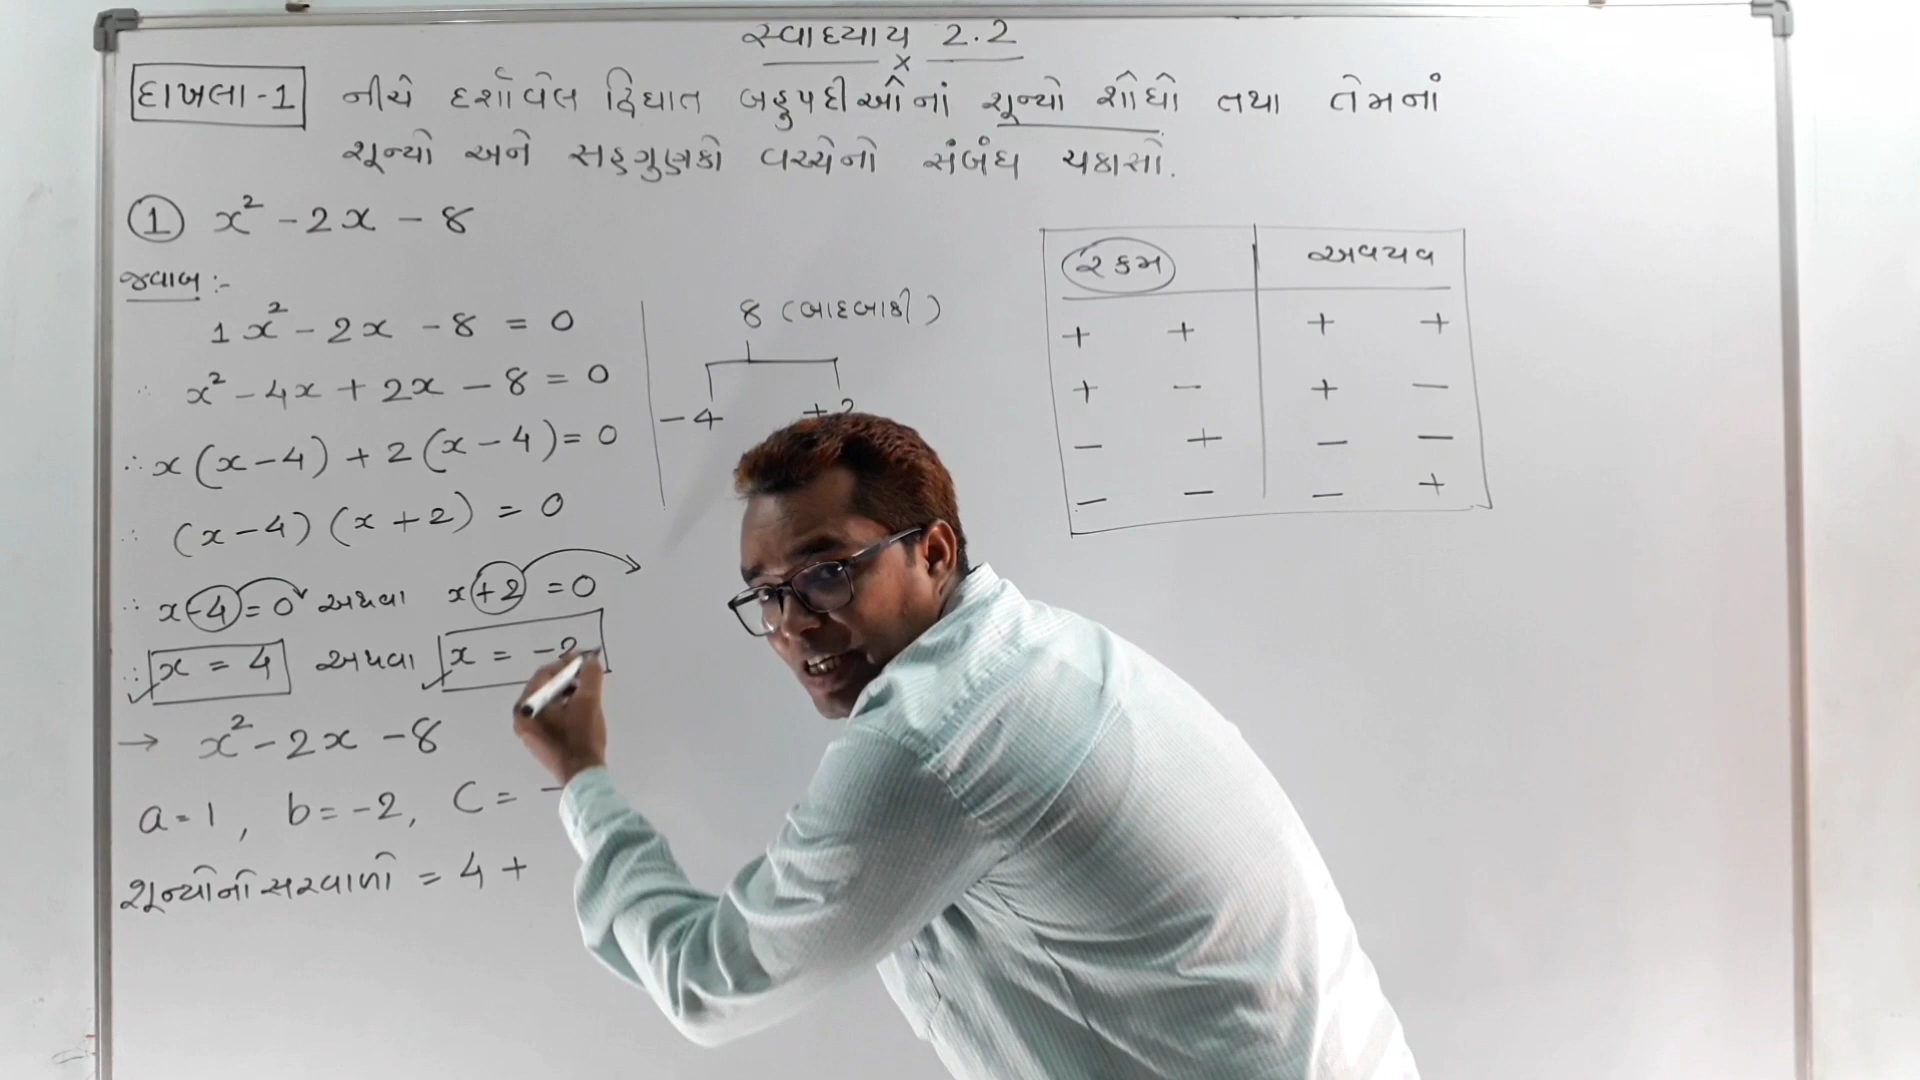 સ્વાધ્યાય 2.2
x
દાખલા-1 નીચે દર્શાવેલ દ્વિઘાત બહુપદીઓનાં શૂન્યો શોધો તથા તેમનાં
શૂન્યો અને સહગુણકો વચ્ચેનો સંબંધ ચકાસો.
1 x² - 2x - 8
જવાબ :-
1x² - 2x - 8 = 0
∴ x² - 4x + 2x - 8 = 0
∴ x(x-4) + 2(x-4) = 0
∴ (x-4) (x+2) = 0
∴ x-4=0 અથવા x+2=0
∴ x = 4 અથવા x = -2
→ x² - 2x - 8
a=1, b=-2, c= -
શૂન્યોનો સરવાળો = 4 +
8 (બાદબાકી)
-4 +2
રકમ અવયવ
+ + + +
+ - + -
- + - -
- - - +